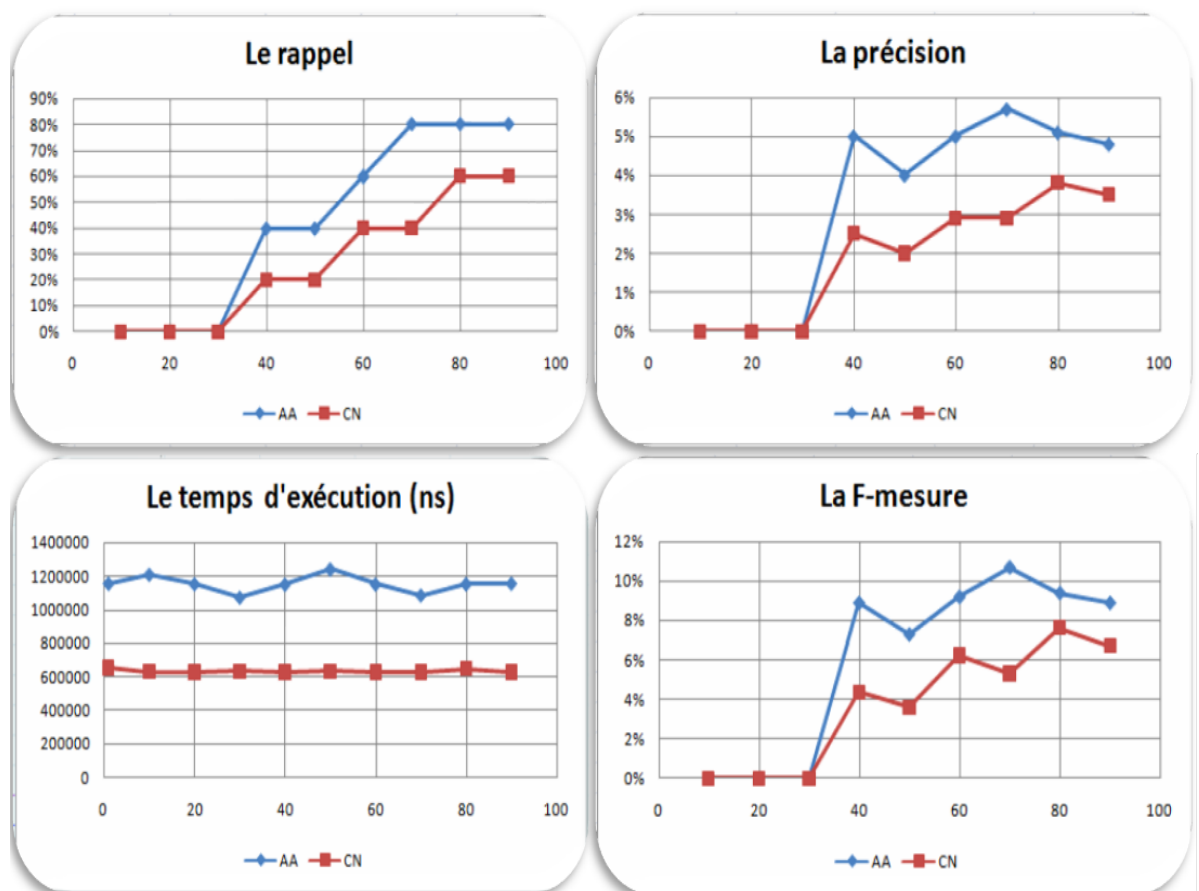 Le rappel
90%
80%
70%
60%
50%
40%
30%
20%
10%
0%
0 20 40 60 80 100
AA CN
La précision
6%
5%
4%
3%
2%
1%
0%
0 20 40 60 80 100
AA CN
Le temps d'exécution (ns)
1400000
1200000
1000000
800000
600000
400000
200000
0
0 20 40 60 80 100
AA CN
La F-mesure
12%
10%
8%
6%
4%
2%
0%
0 20 40 60 80 100
AA CN